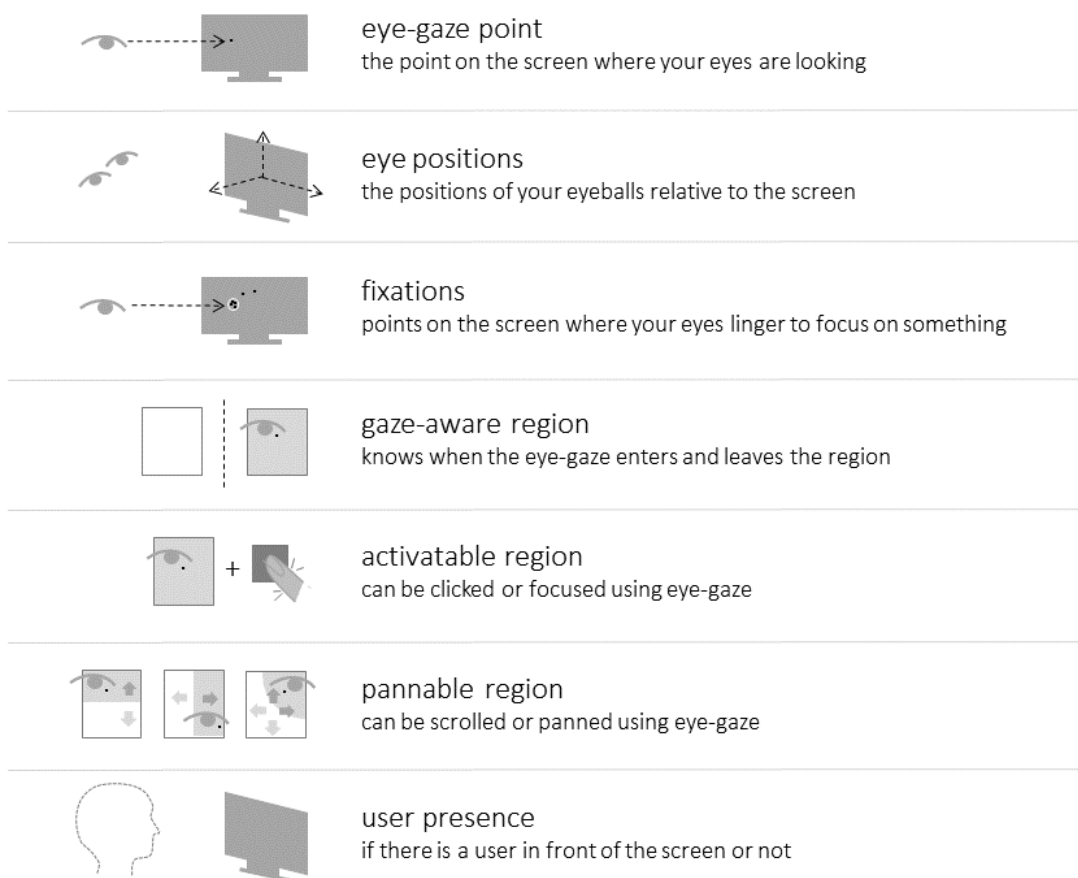 eye-gaze point
the point on the screen where your eyes are looking
eye positions
the positions of your eyeballs relative to the screen
fixations
points on the screen where your eyes linger to focus on something
gaze-aware region
knows when the eye-gaze enters and leaves the region
activatable region
can be clicked or focused using eye-gaze
pannable region
can be scrolled or panned using eye-gaze
user presence
if there is a user in front of the screen or not